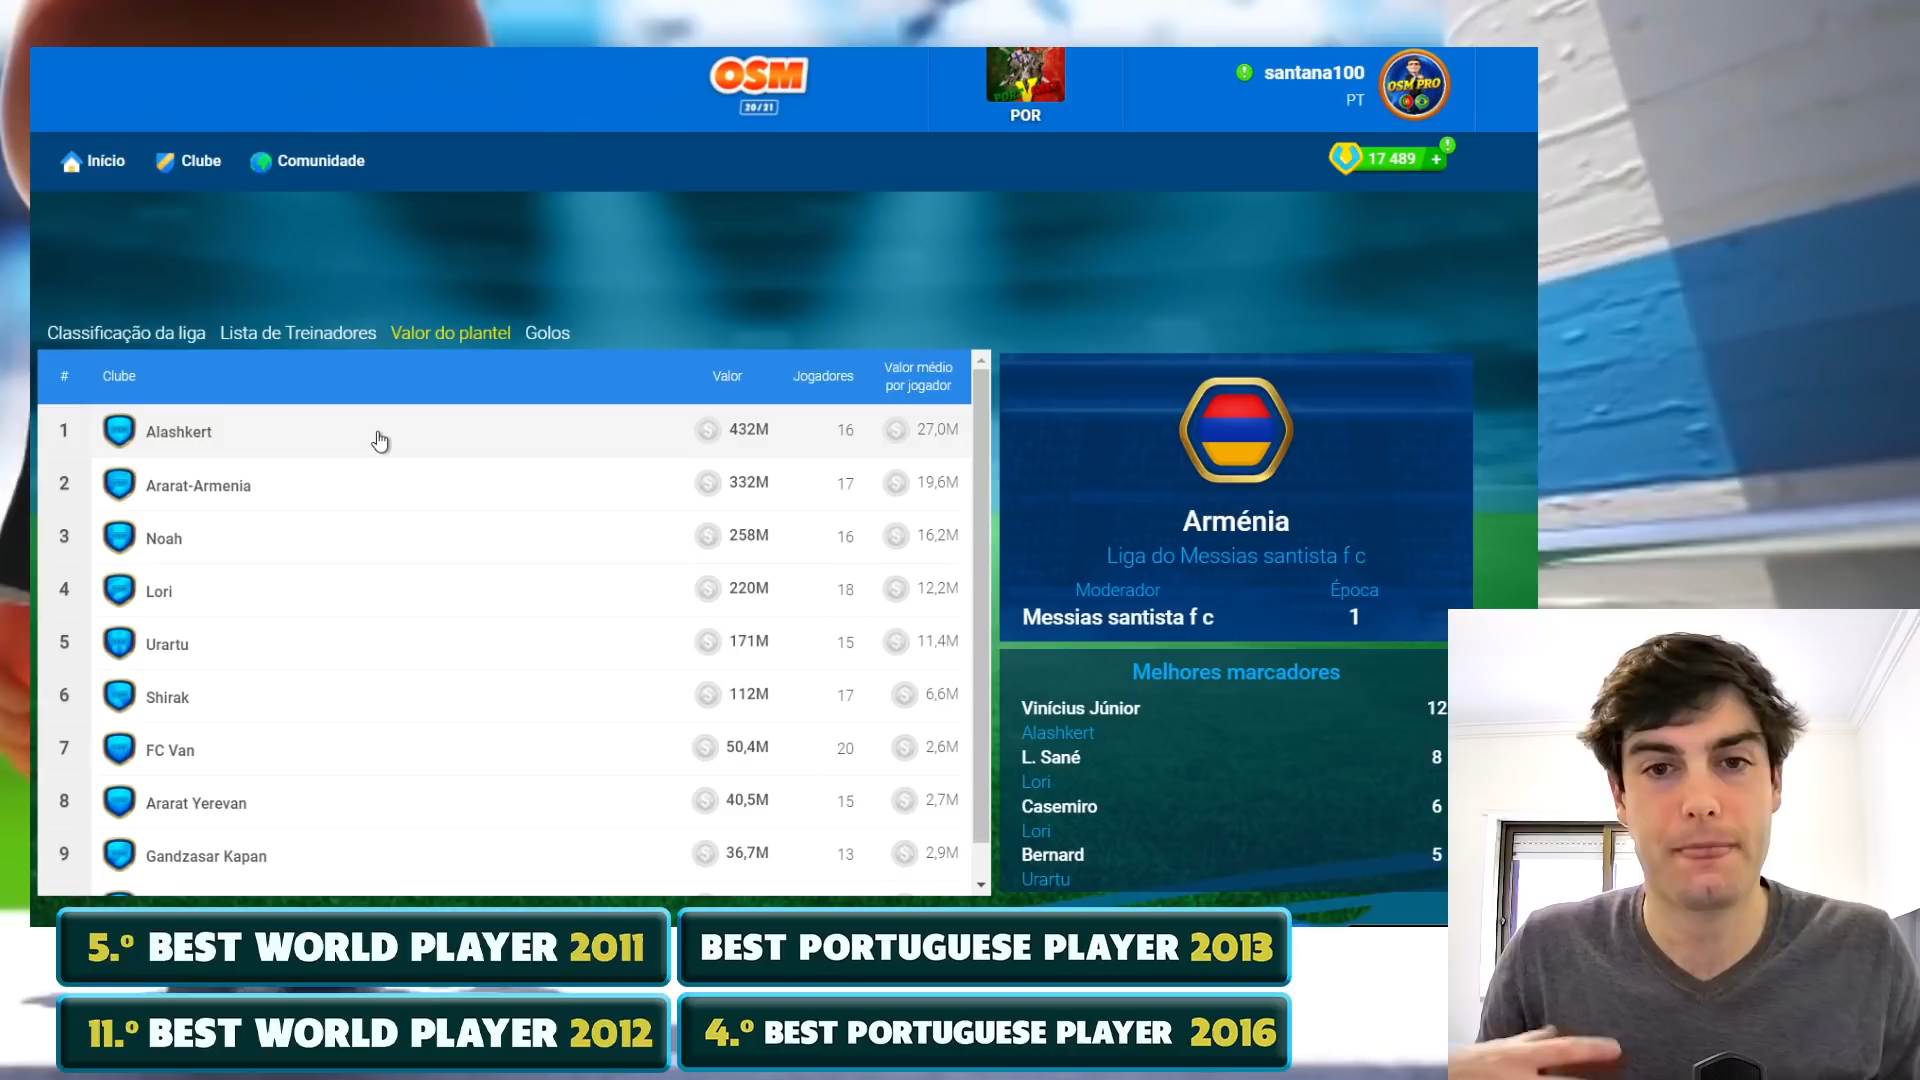 OSM
20/21
POR
santana100
PT
OSM PRO
Início
Clube
Comunidade
17 489 +
Classificação da liga
Lista de Treinadores
Valor do plantel
Golos
# Clube Valor Jogadores Valor médio por jogador
1 Alashkert 432M 16 27,0M
2 Ararat-Armenia 332M 17 19,6M
3 Noah 258M 16 16,2M
4 Lori 220M 18 12,2M
5 Urartu 171M 15 11,4M
6 Shirak 112M 17 6,6M
7 FC Van 50,4M 20 2,6M
8 Ararat Yerevan 40,5M 15 2,7M
9 Gandzasar Kapan 36,7M 13 2,9M
Arménia
Liga do Messias santista f c
Moderador Época
Messias santista f c 1
Melhores marcadores
Vinícius Júnior 12
Alashkert
L. Sané 8
Lori
Casemiro 6
Lori
Bernard 5
Urartu
5.º BEST WORLD PLAYER 2011
BEST PORTUGUESE PLAYER 2013
11.º BEST WORLD PLAYER 2012
4.º BEST PORTUGUESE PLAYER 2016